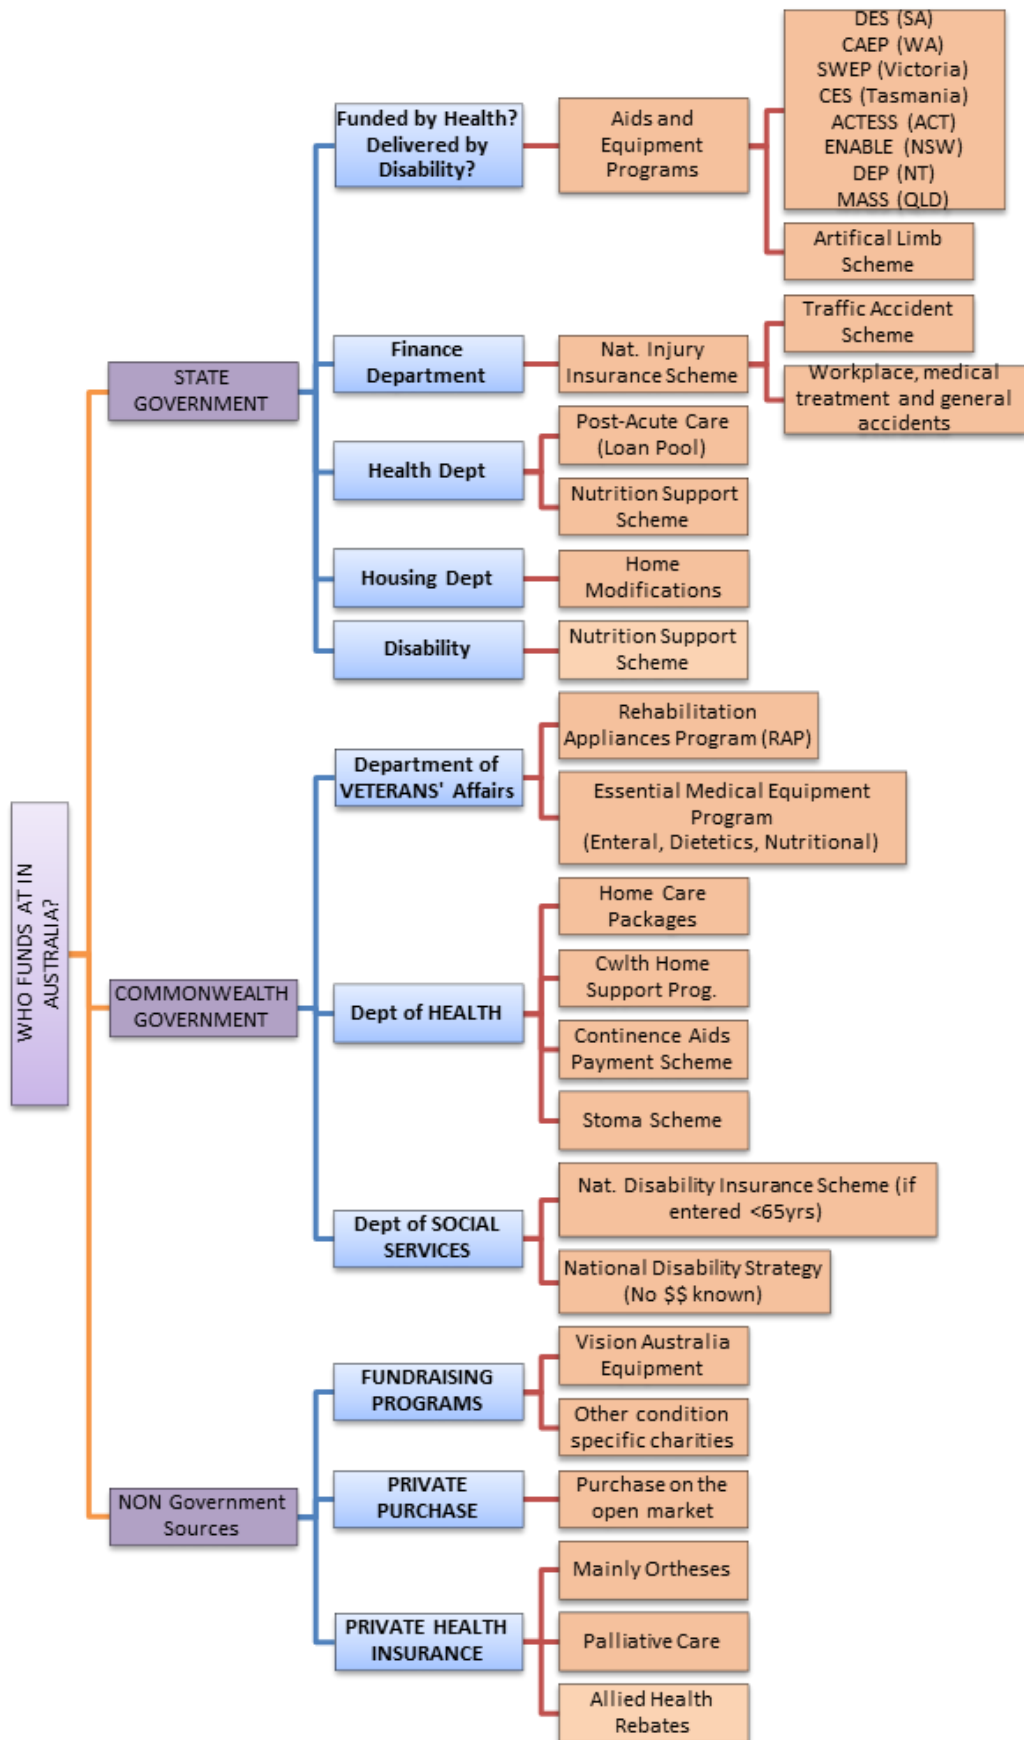 WHO FUNDS AT IN
AUSTRALIA?
STATE
GOVERNMENT
Funded by Health?
Delivered by
Disability?
Aids and
Equipment
Programs
DES (SA)
CAEP (WA)
SWEP (Victoria)
CES (Tasmania)
ACTESS (ACT)
ENABLE (NSW)
DEP (NT)
MASS (QLD)
Artifical Limb
Scheme
Finance
Department
Nat. Injury
Insurance Scheme
Traffic Accident
Scheme
Workplace, medical
treatment and general
accidents
Health Dept
Post-Acute Care
(Loan Pool)
Nutrition Support
Scheme
Housing Dept
Home
Modifications
Disability
Nutrition Support
Scheme
COMMONWEALTH
GOVERNMENT
Department of
VETERANS' Affairs
Rehabilitation
Appliances Program (RAP)
Essential Medical Equipment
Program
(Enteral, Dietetics, Nutritional)
Dept of HEALTH
Home Care
Packages
Cwlth Home
Support Prog.
Continence Aids
Payment Scheme
Stoma Scheme
Dept of SOCIAL
SERVICES
Nat. Disability Insurance Scheme (if
entered <65yrs)
National Disability Strategy
(No $$ known)
NON Government
Sources
FUNDRAISING
PROGRAMS
Vision Australia
Equipment
Other condition
specific charities
PRIVATE
PURCHASE
Purchase on the
open market
PRIVATE HEALTH
INSURANCE
Mainly Ortheses
Palliative Care
Allied Health
Rebates